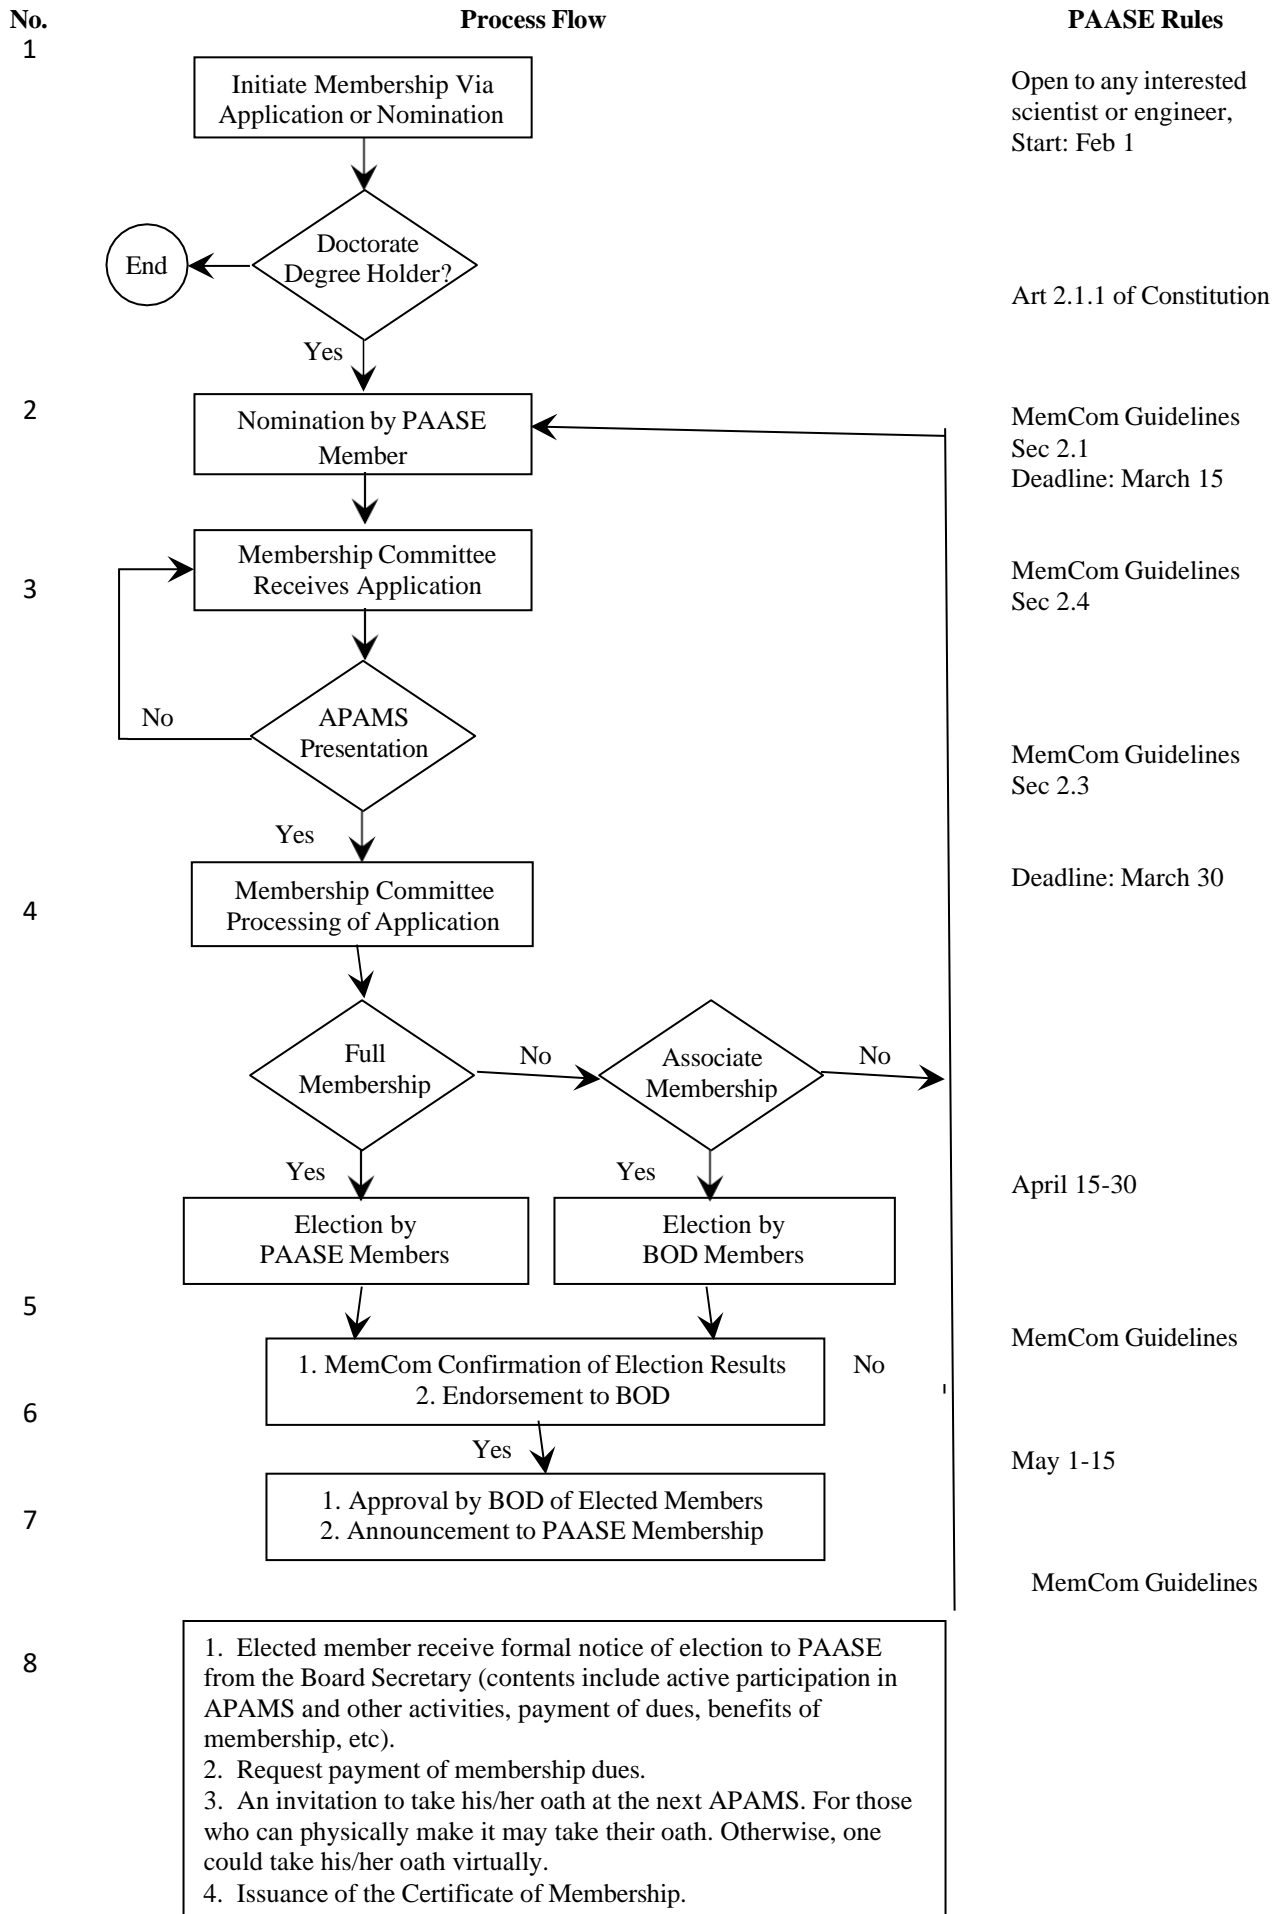 No.
Process Flow
PAASE Rules
1
Initiate Membership Via
Application or Nomination
Open to any interested
scientist or engineer,
Start: Feb 1
End
Doctorate
Degree Holder?
Art 2.1.1 of Constitution
Yes
2
Nomination by PAASE
Member
MemCom Guidelines
Sec 2.1
Deadline: March 15
3
Membership Committee
Receives Application
MemCom Guidelines
Sec 2.4
No
APAMS
Presentation
MemCom Guidelines
Sec 2.3
Yes
4
Membership Committee
Processing of Application
Deadline: March 30
Full
Membership
No
Associate
Membership
No
Yes
Yes
April 15-30
Election by
PAASE Members
Election by
BOD Members
5
MemCom Guidelines
1. MemCom Confirmation of Election Results
2. Endorsement to BOD
No
6
Yes
May 1-15
7
1. Approval by BOD of Elected Members
2. Announcement to PAASE Membership
MemCom Guidelines
8
1. Elected member receive formal notice of election to PAASE
from the Board Secretary (contents include active participation in
APAMS and other activities, payment of dues, benefits of
membership, etc).
2. Request payment of membership dues.
3. An invitation to take his/her oath at the next APAMS. For those
who can physically make it may take their oath. Otherwise, one
could take his/her oath virtually.
4. Issuance of the Certificate of Membership.